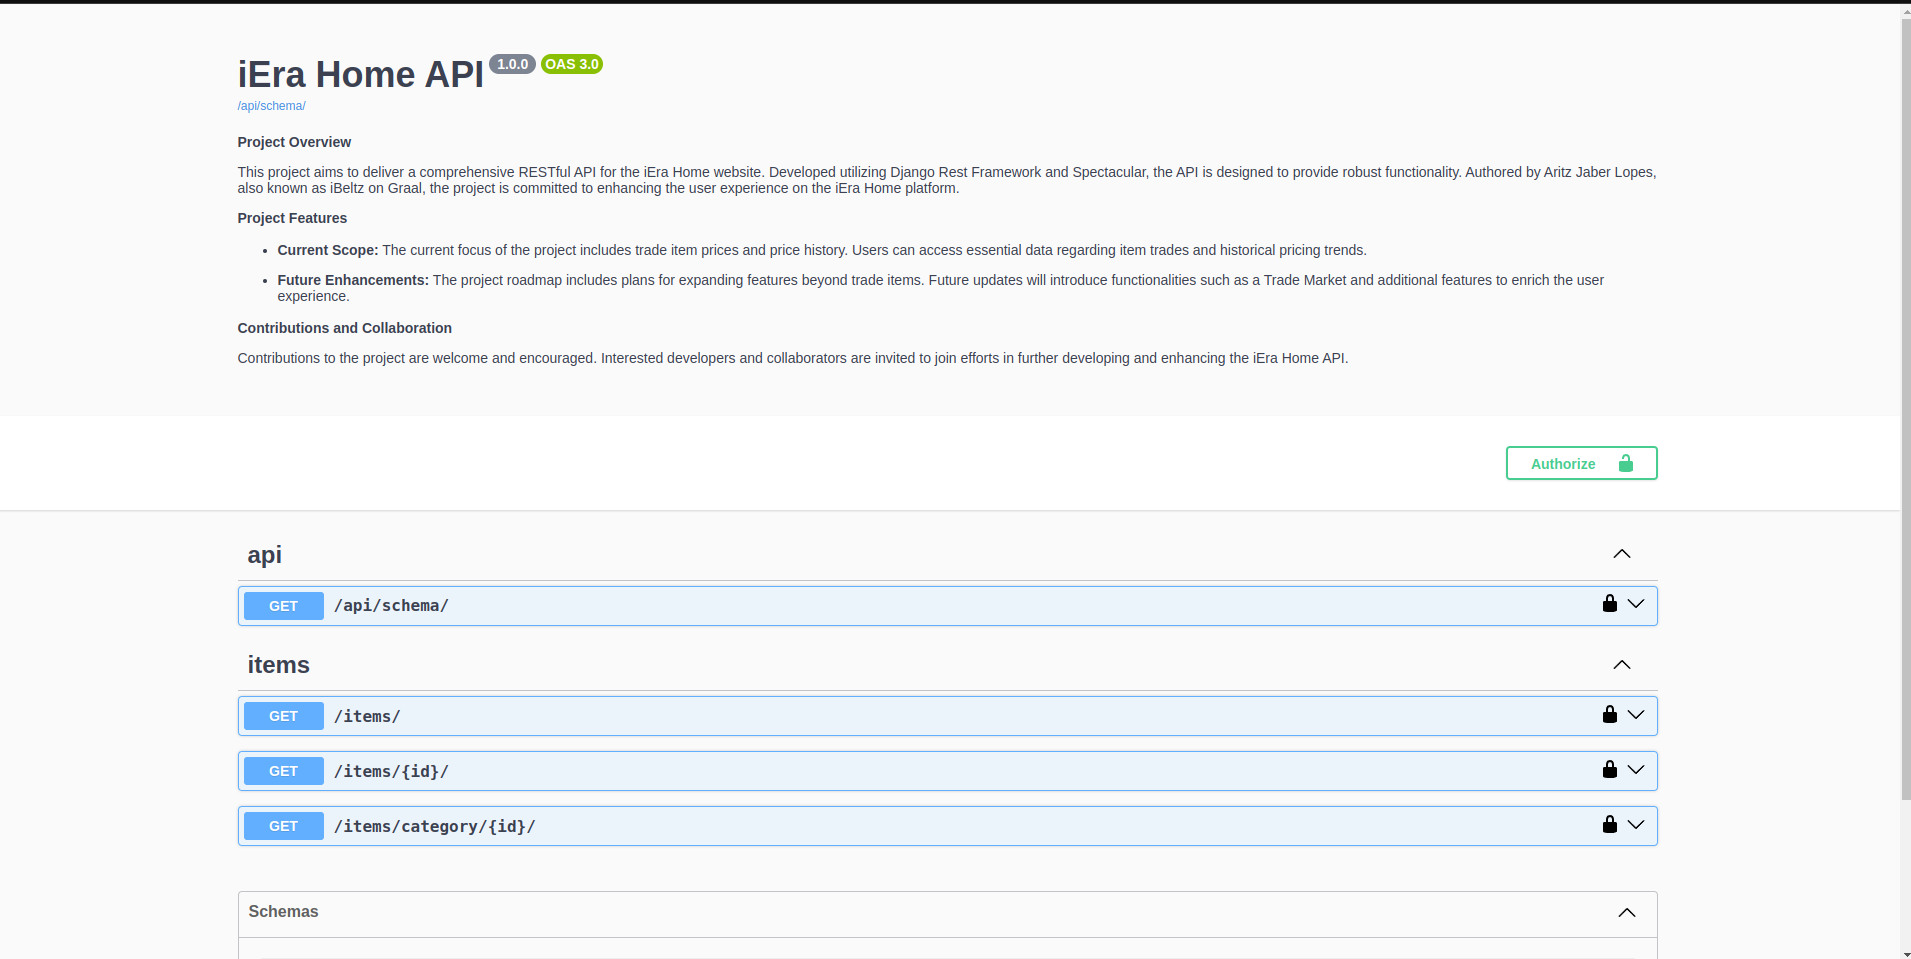 iEra Home API 1.0.0 OAS 3.0
/api/schema/
Project Overview
This project aims to deliver a comprehensive RESTful API for the iEra Home website. Developed utilizing Django Rest Framework and Spectacular, the API is designed to provide robust functionality. Authored by Aritz Jaber Lopes,
also known as iBeltz on Graal, the project is committed to enhancing the user experience on the iEra Home platform.
Project Features
• Current Scope: The current focus of the project includes trade item prices and price history. Users can access essential data regarding item trades and historical pricing trends.
• Future Enhancements: The project roadmap includes plans for expanding features beyond trade items. Future updates will introduce functionalities such as a Trade Market and additional features to enrich the user
experience.
Contributions and Collaboration
Contributions to the project are welcome and encouraged. Interested developers and collaborators are invited to join efforts in further developing and enhancing the iEra Home API.
Authorize
api
GET /api/schema/
items
GET /items/
GET /items/{id}/
GET /items/category/{id}/
Schemas